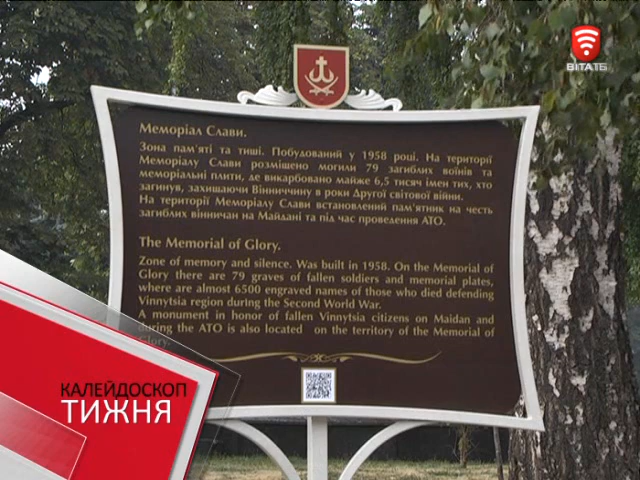 ВІТАТБ
Меморіал Слави.
Зона пам'яті та тиші. Побудований у 1958 році. На території
Меморіалу Слави розміщено могили 79 загиблих воїнів та
меморіальні плити, де викарбовано майже 6,5 тисяч імен тих, хто
загинув, захищаючи Вінниччину в роки Другої світової війни.
На території Меморіалу Слави встановлений пам'ятник на честь
загиблих вінничан на Майдані та під час проведення АТО.
The Memorial of Glory.
Zone of memory and silence. Was built in 1958. On the Memorial of
Glory there are 79 graves of fallen soldiers and memorial plates,
where are almost 6500 engraved names of those who died defending
Vinnytsia region during the Second World War.
A monument in honor of fallen Vinnytsia citizens on Maidan and
during the ATO is also located on the territory of the Memorial of
Glory.
КАЛЕЙДОСКОП
ТИЖНЯ